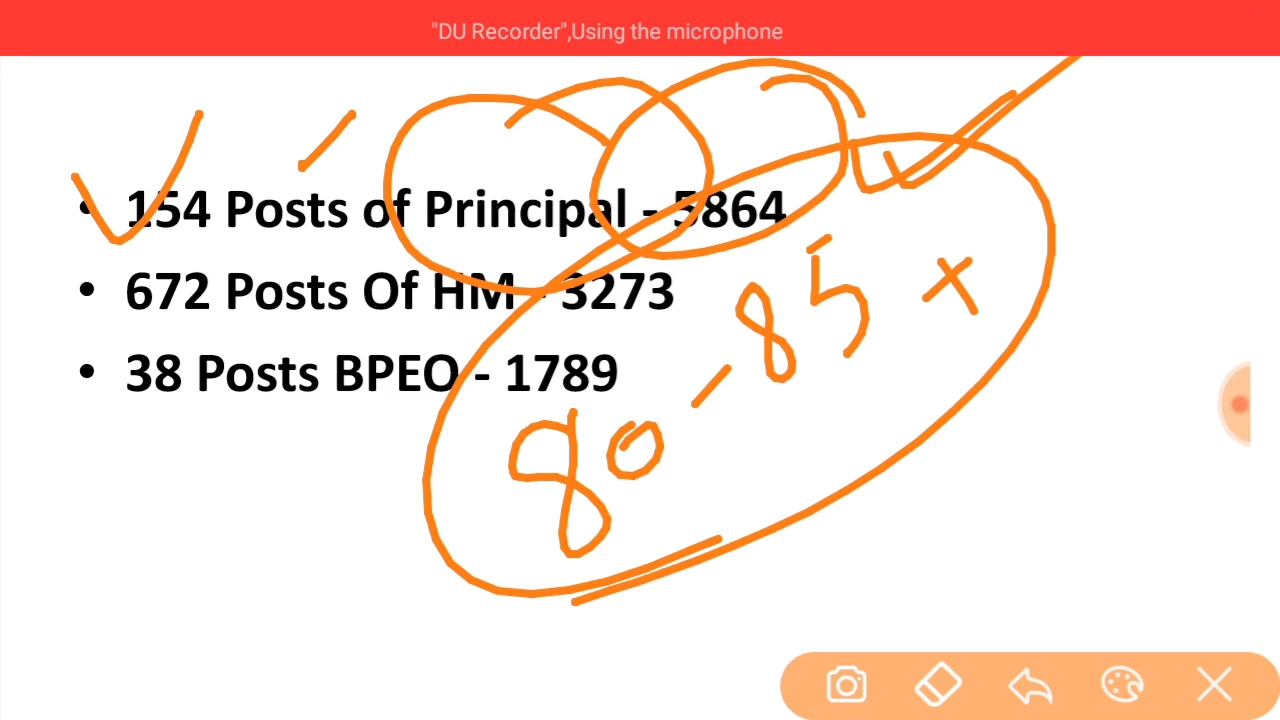 "DU Recorder",Using the microphone
• 154 Posts of Principal - 5864
• 672 Posts Of HM - 3273
• 38 Posts BPEO - 1789
80 - 85 x